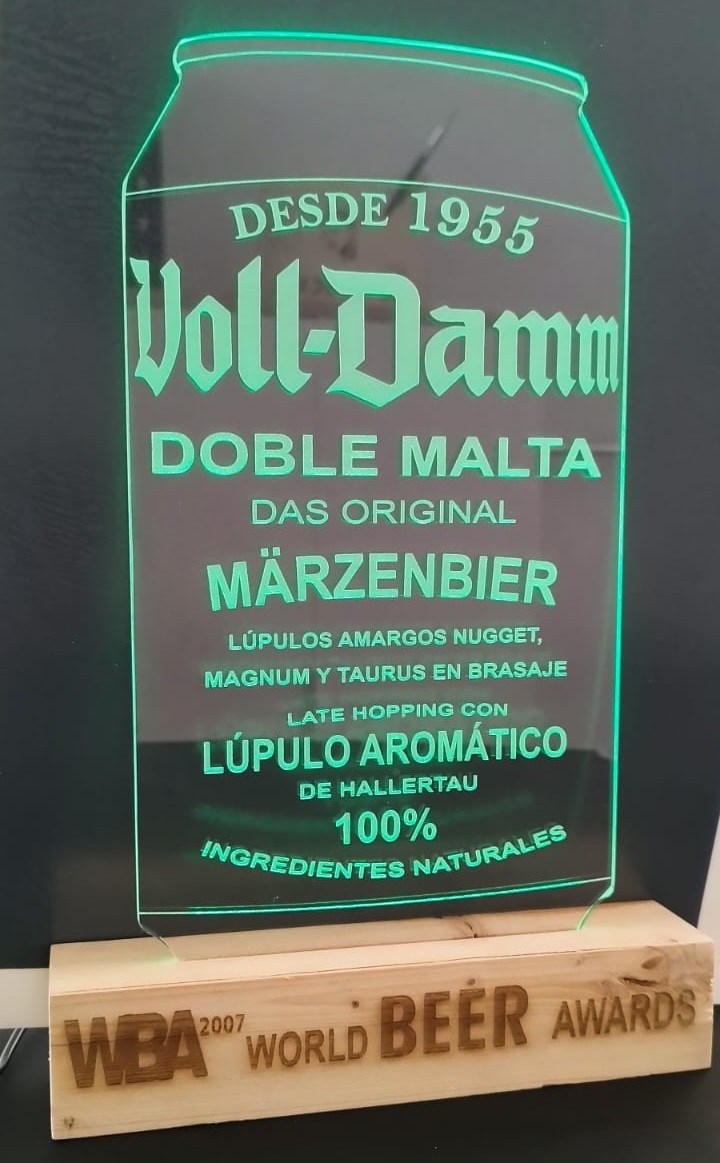 DESDE 1955
Voll-Damm
DOBLE MALTA
DAS ORIGINAL
MÄRZENBIER
LÚPULOS AMARGOS NUGGET,
MAGNUM Y TAURUS EN BRASAJE
LATE HOPPING CON
LÚPULO AROMÁTICO
DE HALLERTAU
100%
INGREDIENTES NATURALES
WBA 2007 WORLD BEER AWARDS